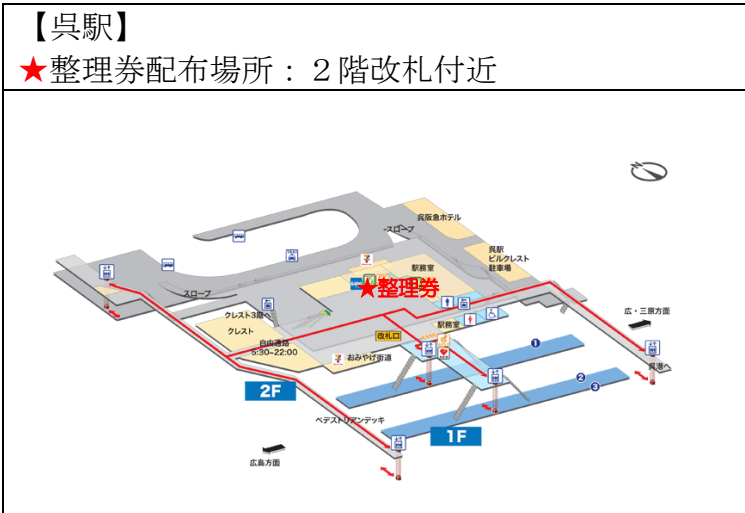 【呉駅】
★整理券配布場所：２階改札付近
呉阪急ホテル
スロープ
呉駅
ビルクレスト
駐車場
TAXI
駅務室
★整理券
スロープ
クレスト3階へ
クレスト
自由通路
5:30~22:00
改札口
駅務室
広・三原方面
おみやげ街道
1
2
3
呉港へ
2F
ペデストリアンデッキ
1F
広島方面